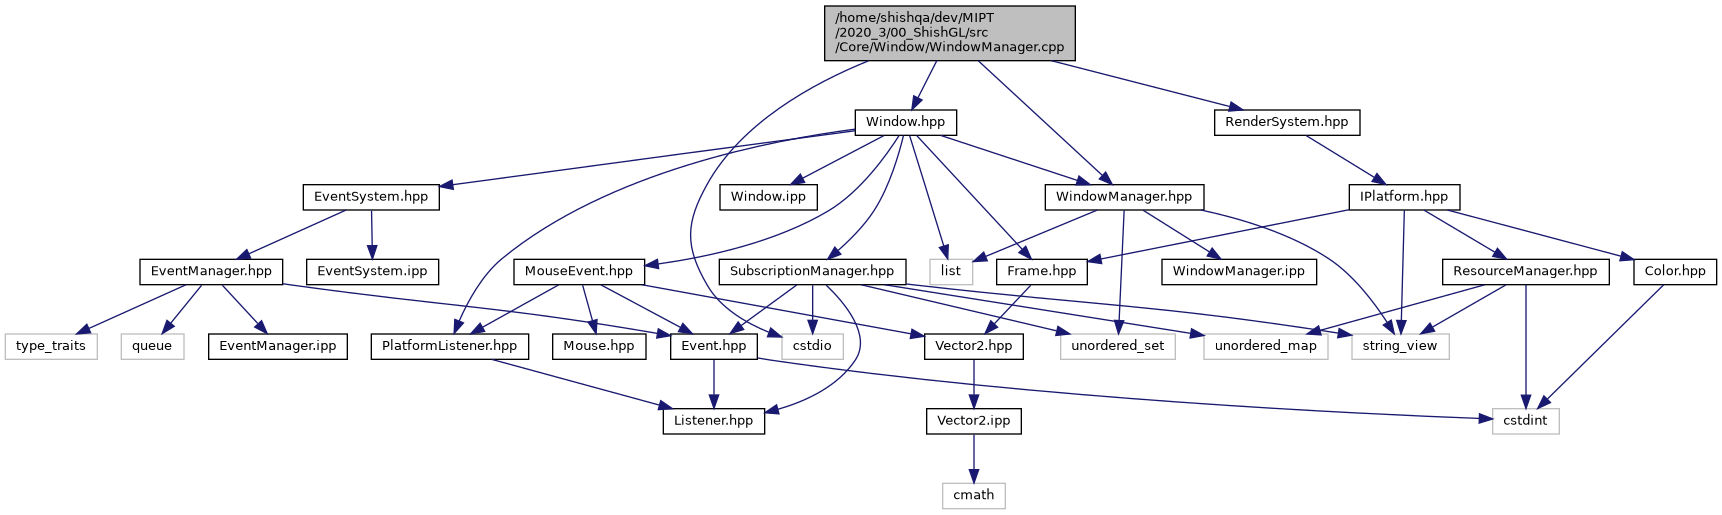 /home/shishqa/dev/MIPT
/2020_3/00_ShishGL/src
/Core/Window/WindowManager.cpp
Window.hpp
RenderSystem.hpp
EventSystem.hpp
Window.ipp
WindowManager.hpp
IPlatform.hpp
EventManager.hpp
EventSystem.ipp
MouseEvent.hpp
SubscriptionManager.hpp
list
Frame.hpp
WindowManager.ipp
ResourceManager.hpp
Color.hpp
type_traits
queue
EventManager.ipp
PlatformListener.hpp
Mouse.hpp
Event.hpp
cstdio
Vector2.hpp
unordered_set
unordered_map
string_view
Listener.hpp
Vector2.ipp
cstdint
cmath